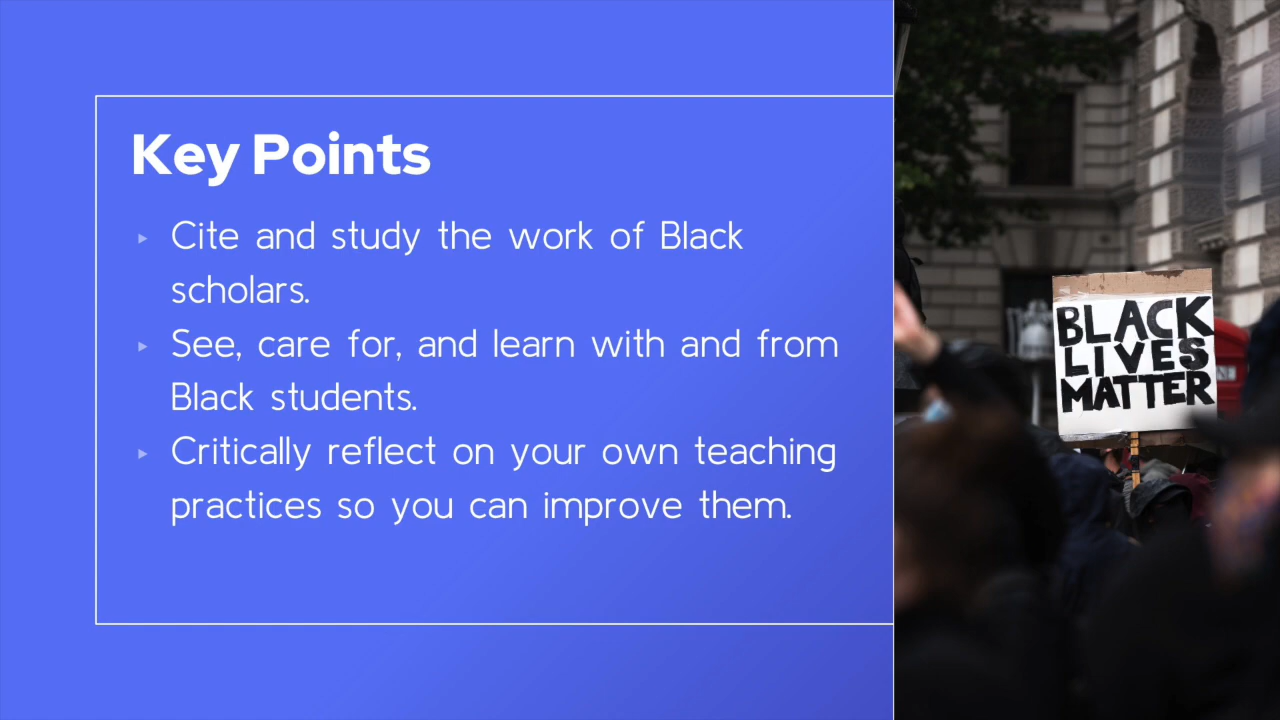 Key Points
Cite and study the work of Black
scholars.
See, care for, and learn with and from
Black students.
Critically reflect on your own teaching
practices so you can improve them.
BLACK
LIVES
MATTER